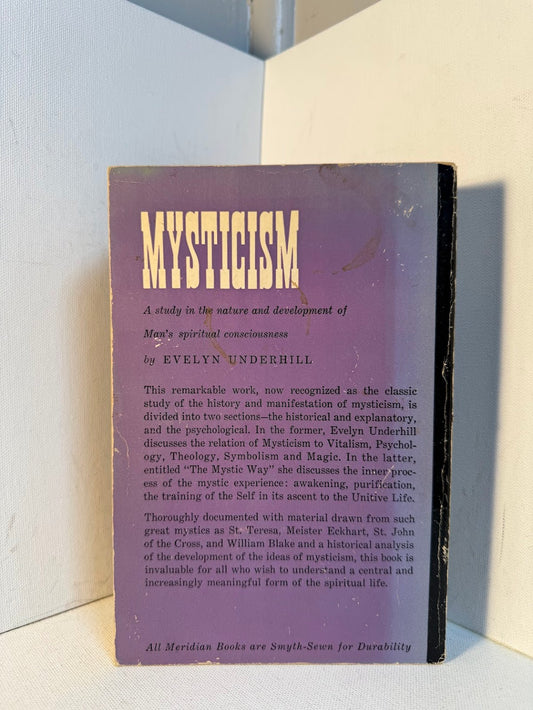 MYSTICISM
A study in the nature and development of
Man's spiritual consciousness
by EVELYN UNDERHILL
This remarkable work, now recognized as the classic
study of the history and manifestation of mysticism, is
divided into two sections—the historical and explanatory,
and the psychological. In the former, Evelyn Underhill
discusses the relation of Mysticism to Vitalism, Psychol-
ogy, Theology, Symbolism and Magic. In the latter,
entitled "The Mystic Way" she discusses the inner proc-
ess of the mystic experience: awakening, purification,
the training of the Self in its ascent to the Unitive Life.
Thoroughly documented with material drawn from such
great mystics as St. Teresa, Meister Eckhart, St. John
of the Cross, and William Blake and a historical analysis
of the development of the ideas of mysticism, this book is
invaluable for all who wish to understand a central and
increasingly meaningful form of the spiritual life.
All Meridian Books are Smyth-Sewn for Durability